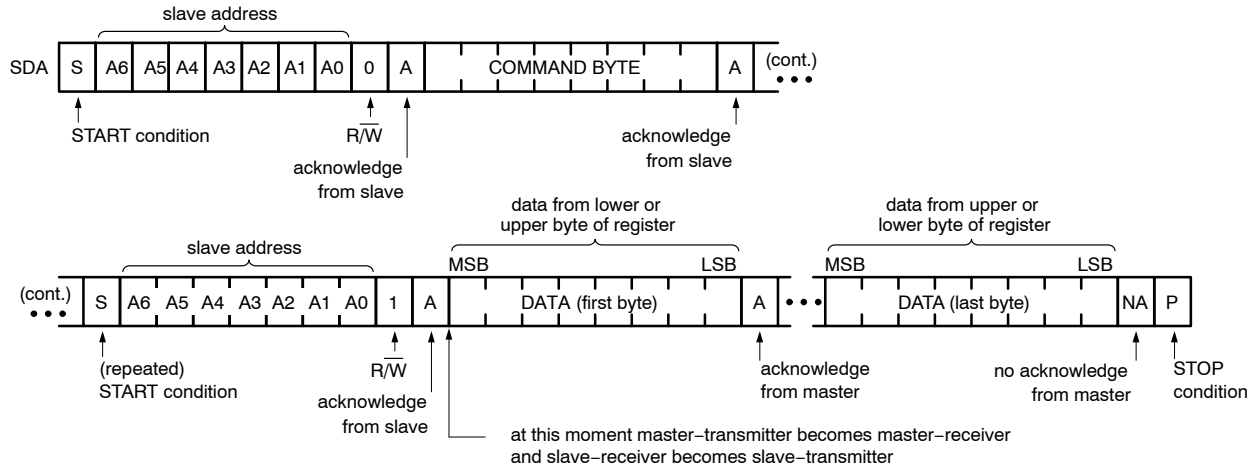 slave address
SDA S A6 A5 A4 A3 A2 A1 A0 0 A COMMAND BYTE A (cont.)
START condition
R/W
acknowledge
from slave
acknowledge
from slave
data from lower or
upper byte of register
data from upper or
lower byte of register
slave address
MSB LSB MSB LSB
(cont.) S A6 A5 A4 A3 A2 A1 A0 1 A DATA (first byte) A DATA (last byte) NA P
(repeated)
START condition
R/W
acknowledge
from slave
acknowledge
from master
no acknowledge
from master
STOP
condition
at this moment master−transmitter becomes master−receiver
and slave−receiver becomes slave−transmitter